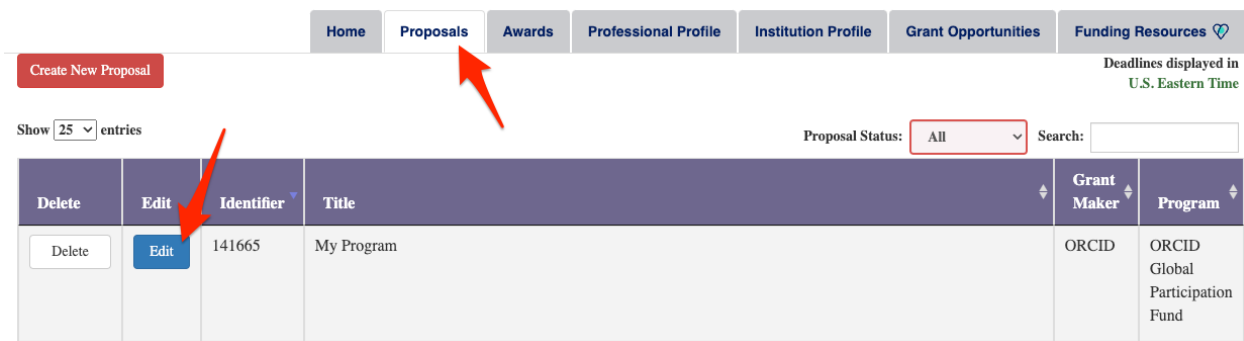 Home Proposals Awards Professional Profile Institution Profile Grant Opportunities Funding Resources
Create New Proposal
Deadlines displayed in
U.S. Eastern Time
Show 25 entries
Proposal Status: All Search:
Delete Edit Identifier Title Grant Maker Program
Delete Edit 141665 My Program ORCID ORCID
Global
Participation
Fund